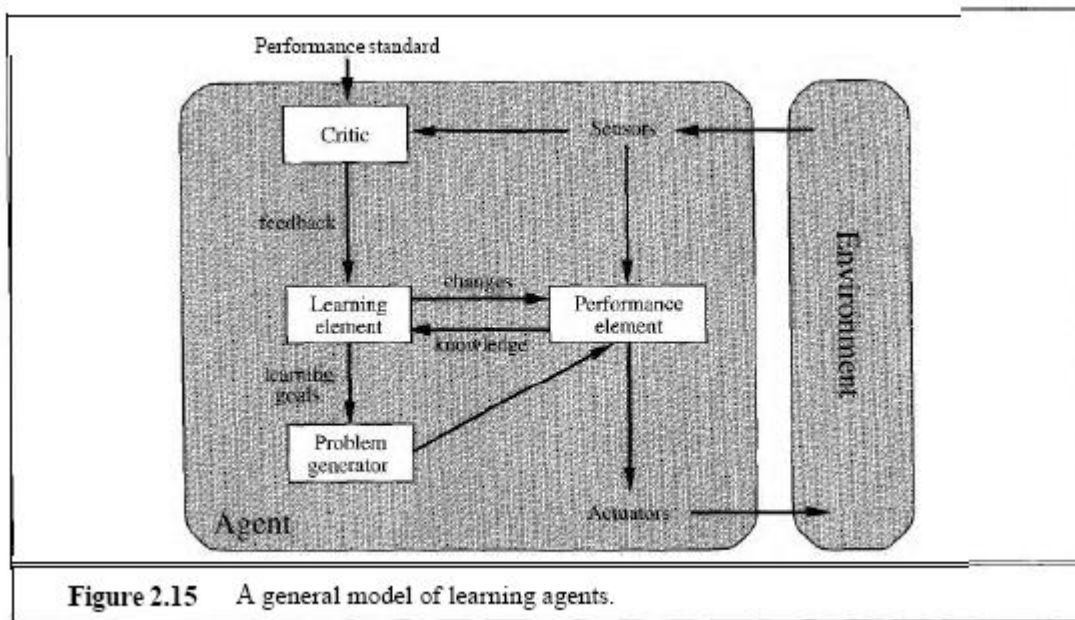 Performance standard
Critic
Sensors
feedback
changes
Learning
element
Performance
element
knowledge
learning
goals
Problem
generator
Environment
Agent
Actuators
Figure 2.15 A general model of learning agents.